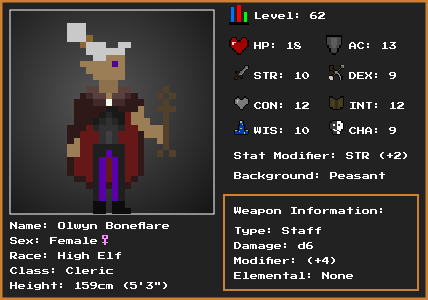 Level: 62
HP: 18 AC: 13
STR: 10 DEX: 9
CON: 12 INT: 12
WIS: 10 CHA: 9
Stat Modifier: STR (+2)
Background: Peasant
Weapon Information:
Type: Staff
Damage: d6
Modifier: (+4)
Elemental: None
Name: Olwyn Boneflare
Sex: Female♀
Race: High Elf
Class: Cleric
Height: 159cm (5'3")